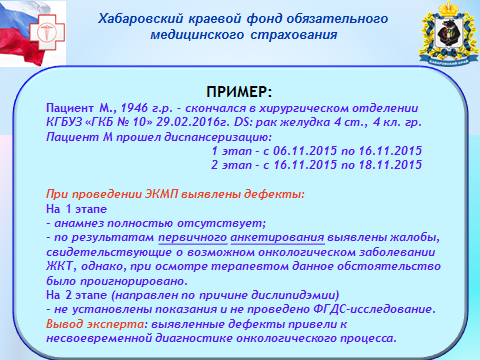 Хабаровский краевой фонд обязательного
медицинского страхования
ХАБАРОВСКИЙ КРАЙ
ПРИМЕР:
Пациент М., 1946 г.р. – скончался в хирургическом отделении
КГБУЗ «ГКБ № 10» 29.02.2016г. DS: рак желудка 4 ст., 4 кл. гр.
Пациент М прошел диспансеризацию:
1 этап – с 06.11.2015 по 16.11.2015
2 этап – с 16.11.2015 по 18.11.2015
При проведении ЭКМП выявлены дефекты:
На 1 этапе
– анамнез полностью отсутствует;
– по результатам первичного анкетирования выявлены жалобы,
свидетельствующие о возможном онкологическом заболевании
ЖКТ, однако, при осмотре терапевтом данное обстоятельство
было проигнорировано.
На 2 этапе (направлен по причине дислипидэмии)
– не установлены показания и не проведено ФГДС-исследование.
Вывод эксперта: выявленные дефекты привели к
несвоевременной диагностике онкологического процесса.